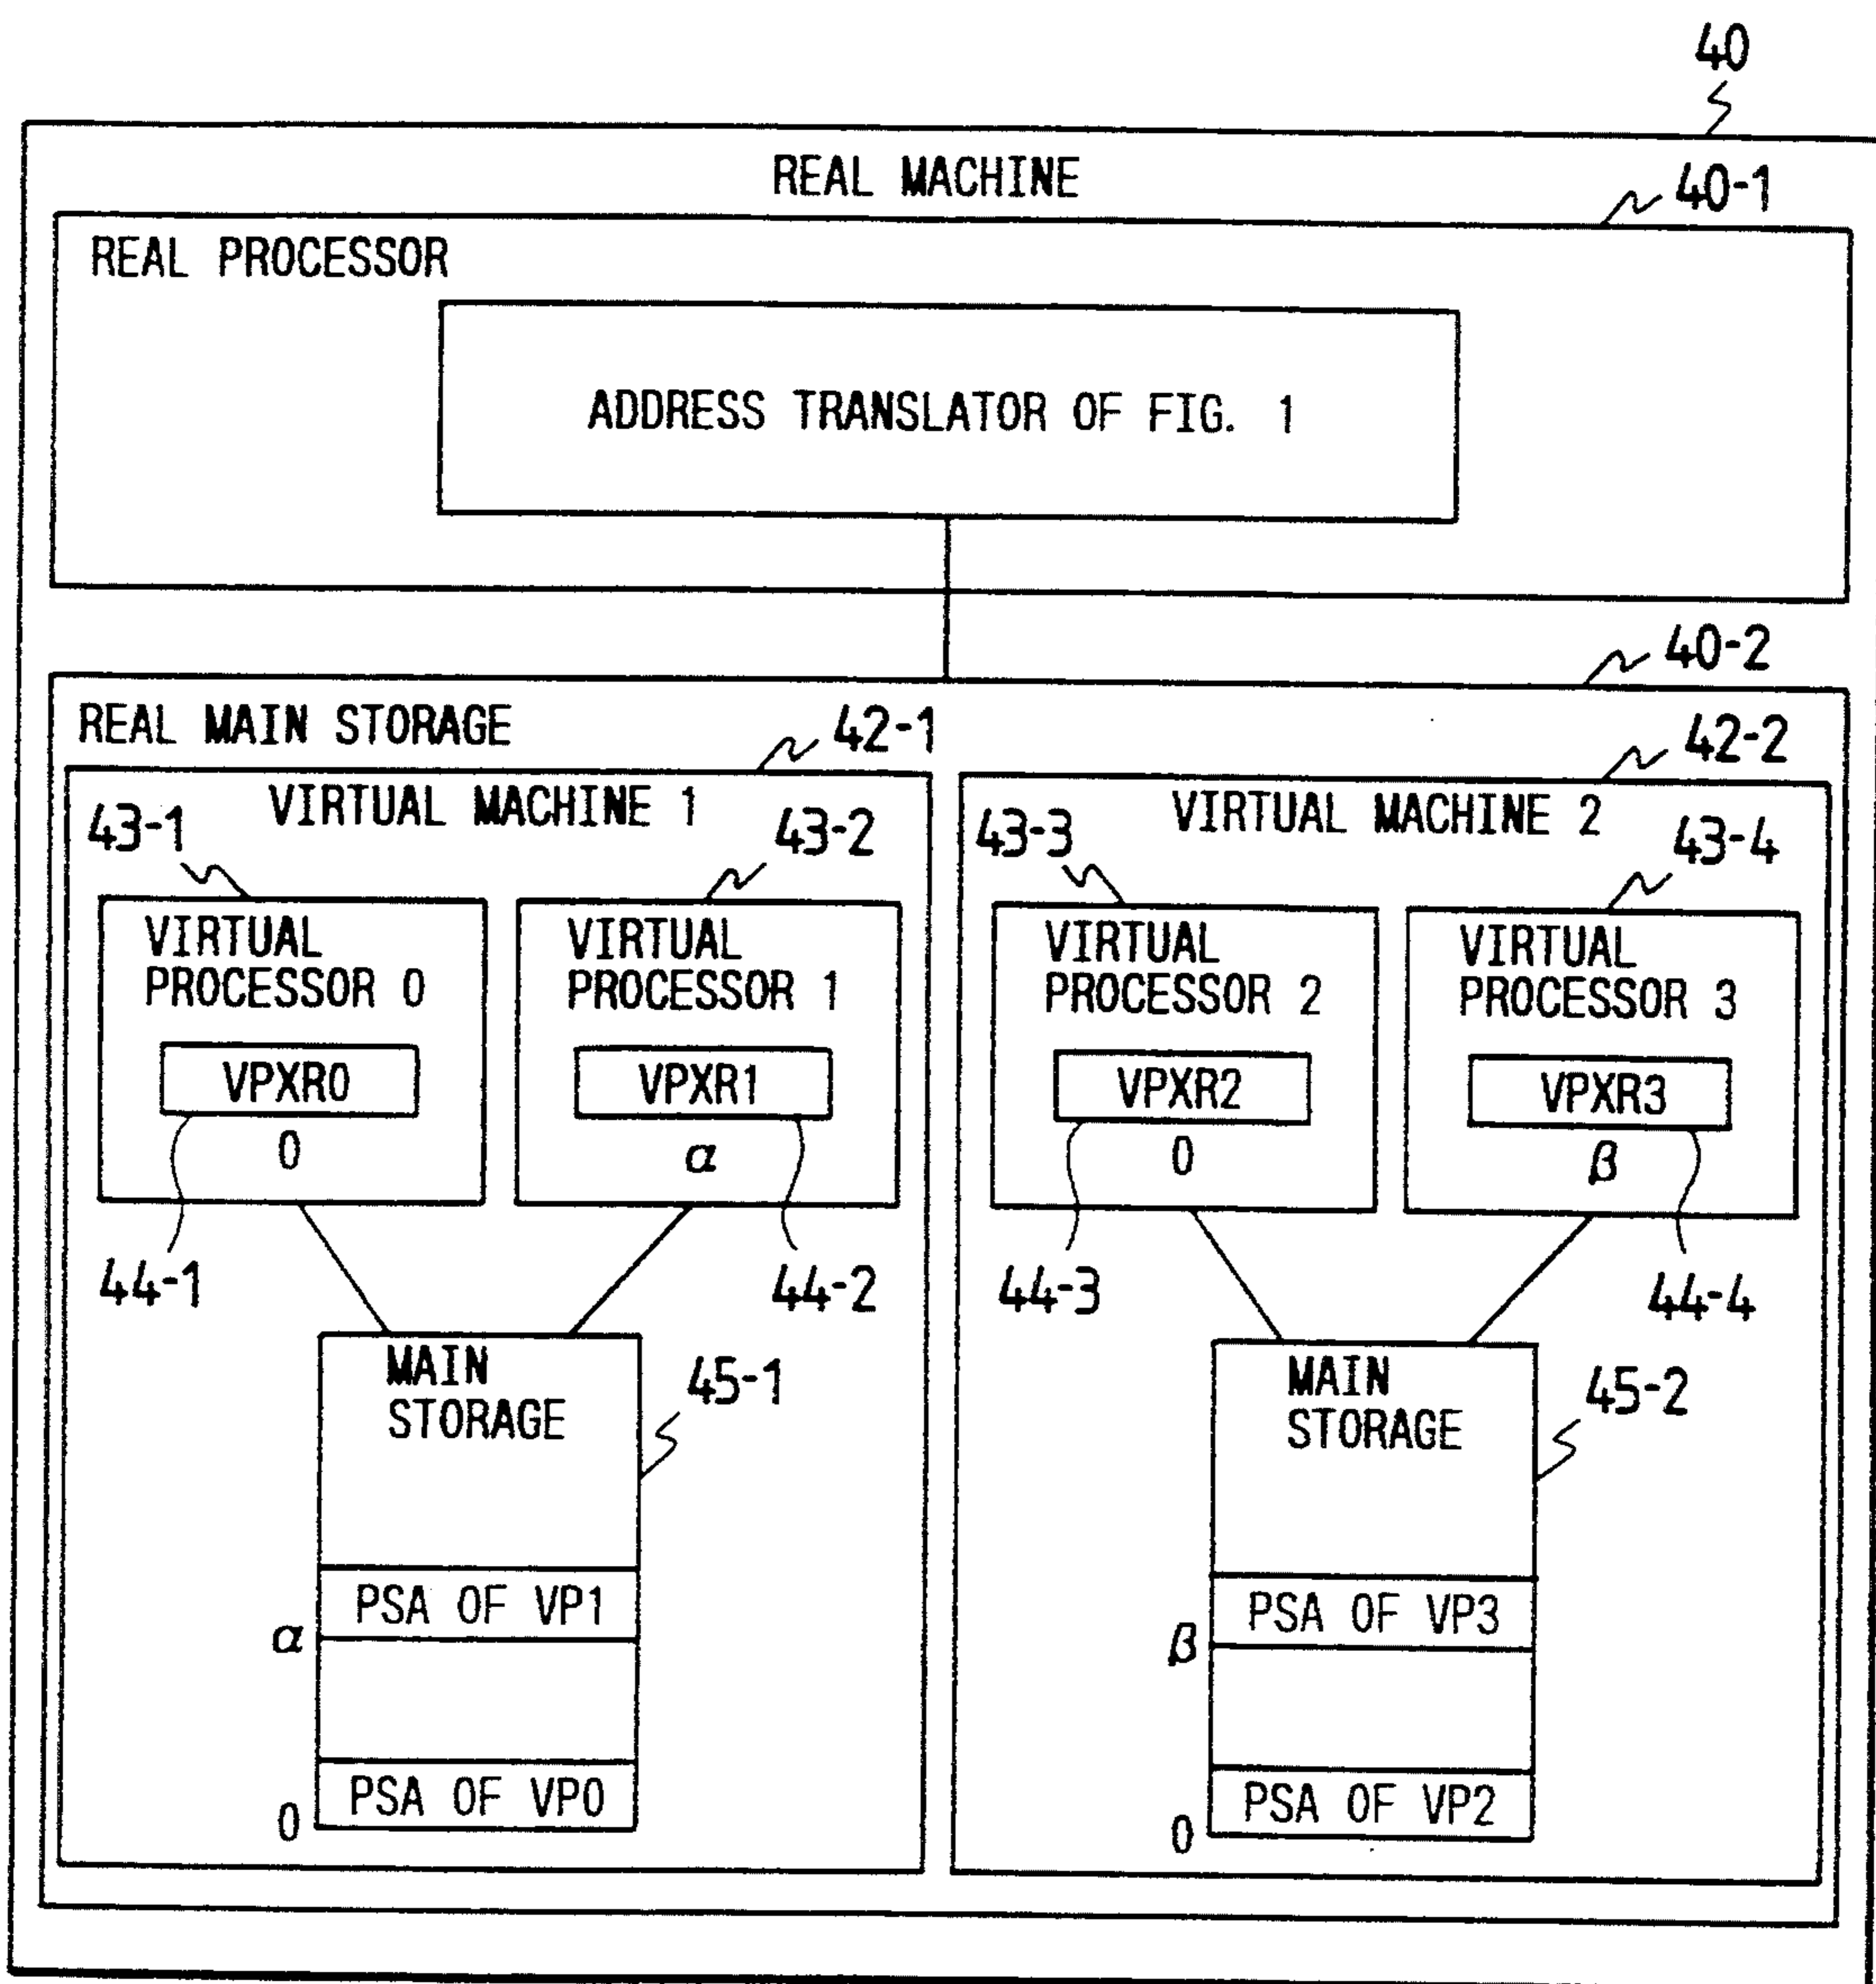 40
REAL MACHINE
40-1
REAL PROCESSOR
ADDRESS TRANSLATOR OF FIG. 1
40-2
REAL MAIN STORAGE
42-1
42-2
VIRTUAL MACHINE 1
VIRTUAL MACHINE 2
43-1
43-2
43-3
43-4
VIRTUAL
PROCESSOR 0
VPXR0
0
VIRTUAL
PROCESSOR 1
VPXR1
α
VIRTUAL
PROCESSOR 2
VPXR2
0
VIRTUAL
PROCESSOR 3
VPXR3
β
44-1
44-2
44-3
44-4
MAIN
STORAGE
45-1
PSA OF VP1
α
PSA OF VP0
0
MAIN
STORAGE
45-2
PSA OF VP3
β
PSA OF VP2
0